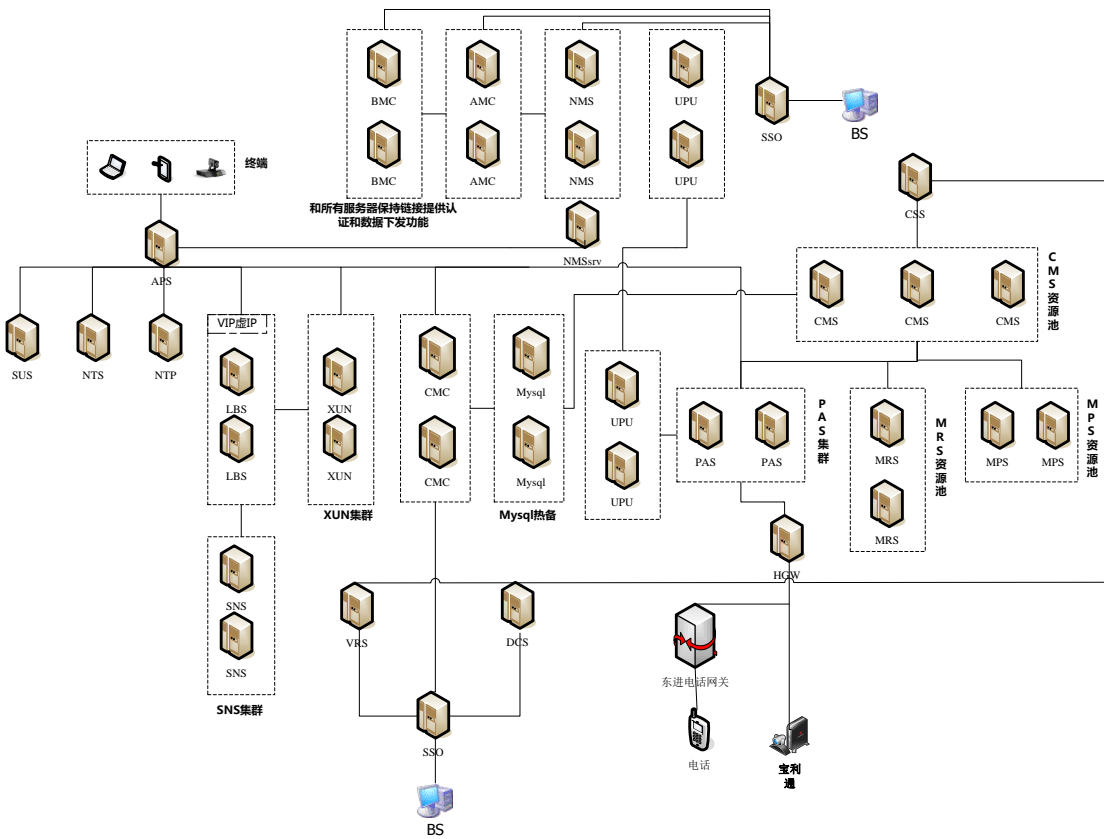 BMC
AMC
NMS
UPU
SSO
BS
BMC
AMC
NMS
UPU
终端
和所有服务器保持链接提供认
证和数据下发功能
CSS
NMSsrv
APS
CMS资源池
CMS
CMS
CMS
VIP虚IP
SUS
NTS
NTP
LBS
XUN
CMC
Mysql
LBS
XUN
CMC
Mysql
UPU
UPU
PAS
PAS
PAS集群
MRS
MRS
MRS资源池
MPS
MPS
MPS资源池
XUN集群
Mysql热备
HGW
SNS
SNS
SNS集群
VRS
DCS
东进电话网关
SSO
电话
宝利
通
BS